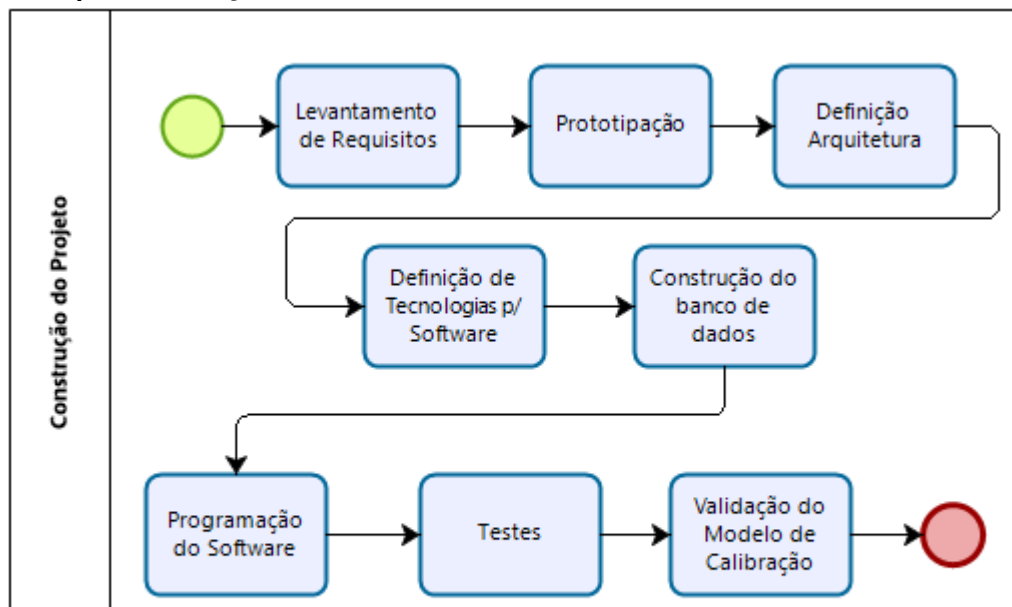 Construção do Projeto
Levantamento
de Requisitos
Prototipação
Definição
Arquitetura
Definição de
Tecnologias p/
Software
Construção do
banco de
dados
Programação
do Software
Testes
Validação do
Modelo de
Calibração